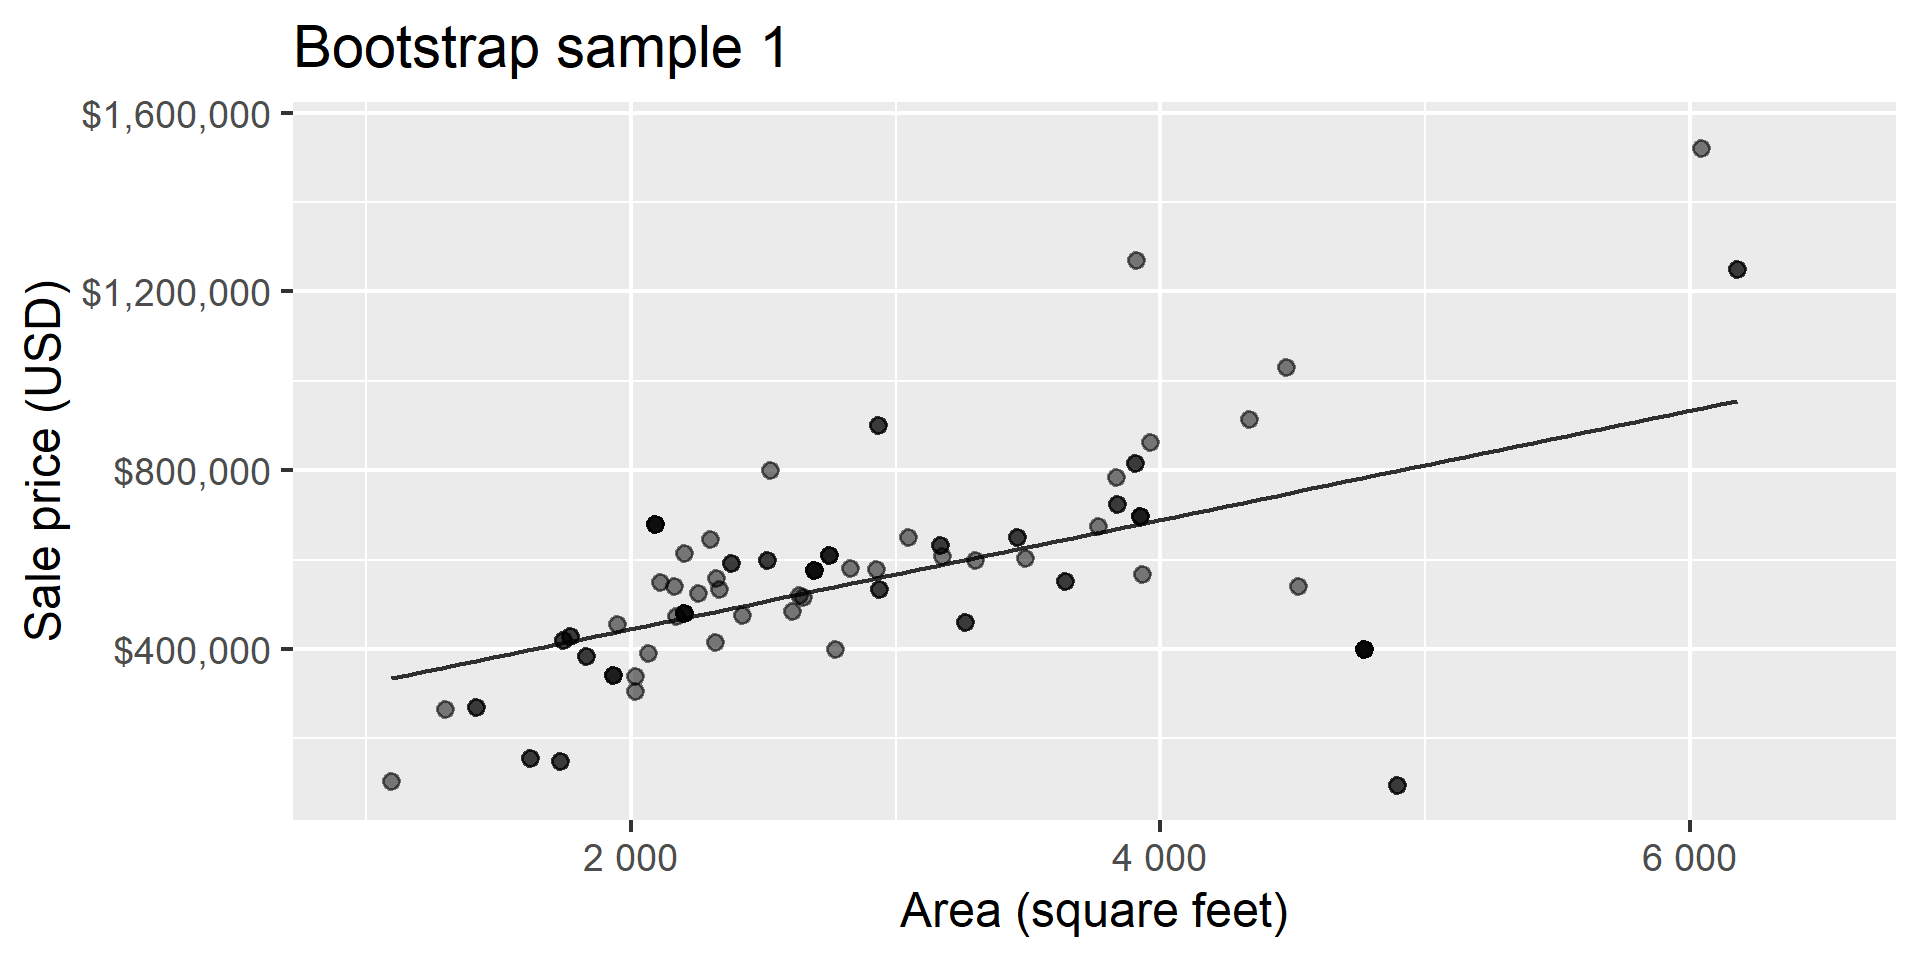 Bootstrap sample 1
$1,600,000
$1,200,000
$800,000
$400,000
Sale price (USD)
2 000
4 000
6 000
Area (square feet)